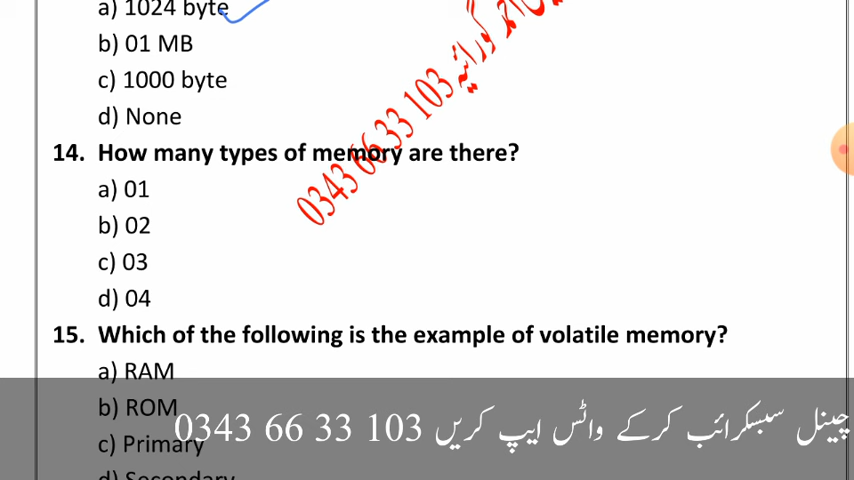 a) 1024 byte
b) 01 MB
c) 1000 byte
d) None
14. How many types of memory are there?
a) 01
b) 02
c) 03
d) 04
15. Which of the following is the example of volatile memory?
a) RAM
b) ROM
c) Primary
d) Secondary
0343 66 33 103 گورائیہ
چینل سبسکرائب کرکے واٹس ایپ کریں 103 33 66 0343